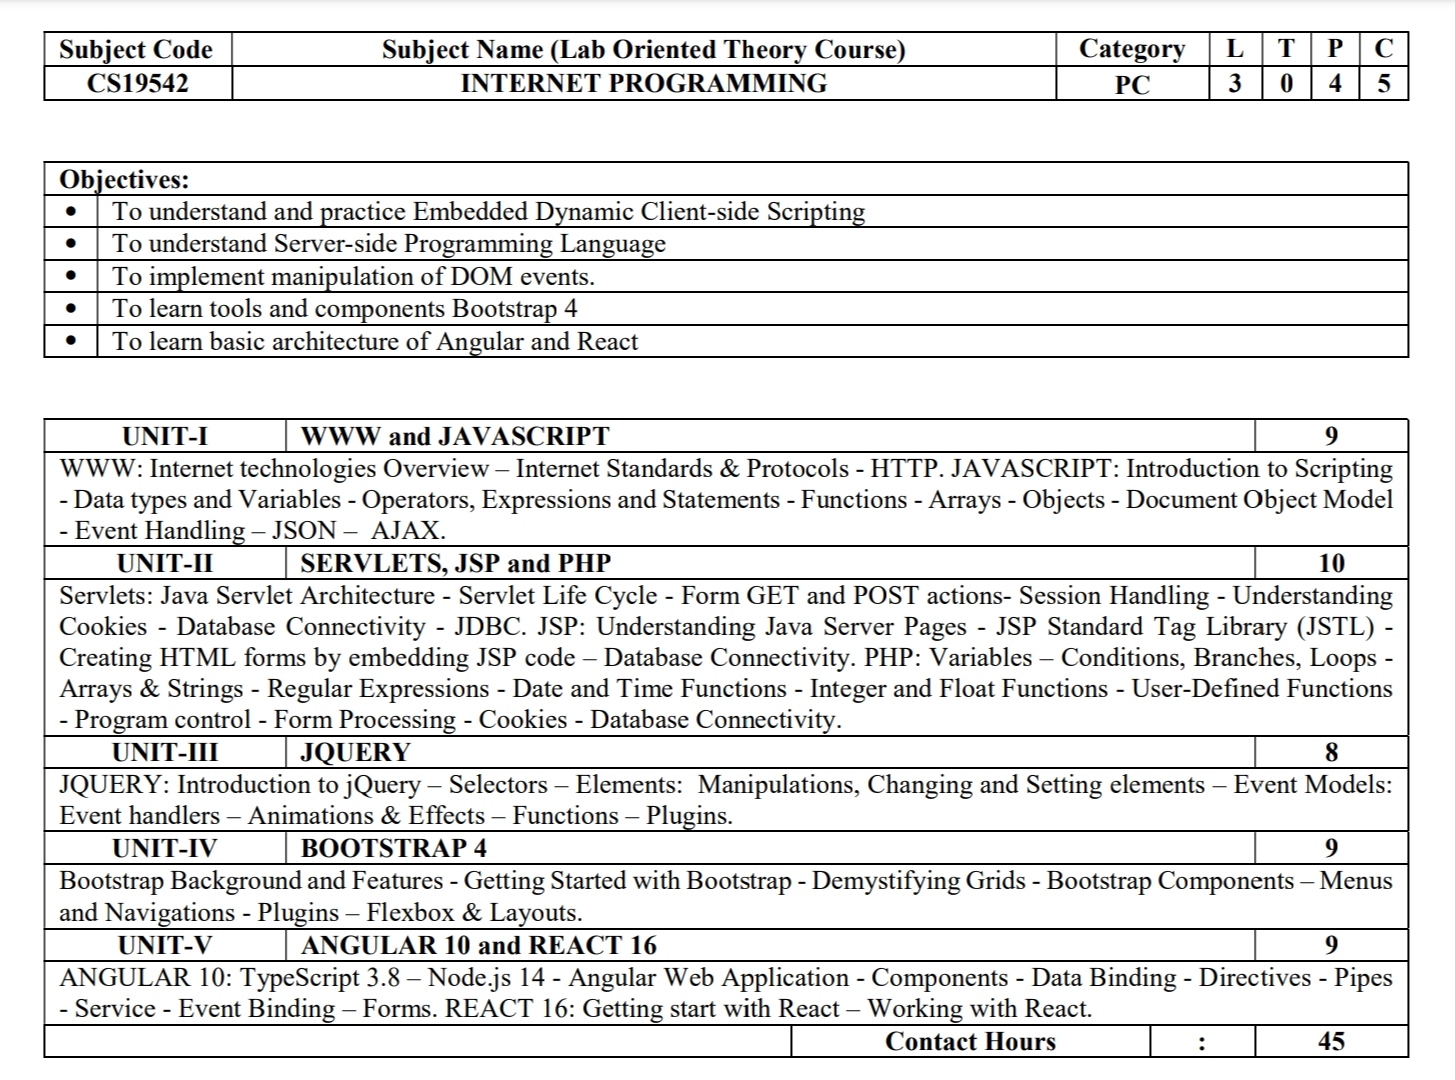 Subject Code Subject Name (Lab Oriented Theory Course) Category L T P C
CS19542 INTERNET PROGRAMMING PC 3 0 4 5
Objectives:
• To understand and practice Embedded Dynamic Client-side Scripting
• To understand Server-side Programming Language
• To implement manipulation of DOM events.
• To learn tools and components Bootstrap 4
• To learn basic architecture of Angular and React
UNIT-I WWW and JAVASCRIPT 9
WWW: Internet technologies Overview – Internet Standards & Protocols - HTTP. JAVASCRIPT: Introduction to Scripting
- Data types and Variables - Operators, Expressions and Statements - Functions - Arrays - Objects - Document Object Model
- Event Handling – JSON – AJAX.
UNIT-II SERVLETS, JSP and PHP 10
Servlets: Java Servlet Architecture - Servlet Life Cycle - Form GET and POST actions- Session Handling - Understanding
Cookies - Database Connectivity - JDBC. JSP: Understanding Java Server Pages - JSP Standard Tag Library (JSTL) -
Creating HTML forms by embedding JSP code – Database Connectivity. PHP: Variables – Conditions, Branches, Loops -
Arrays & Strings - Regular Expressions - Date and Time Functions - Integer and Float Functions - User-Defined Functions
- Program control - Form Processing - Cookies - Database Connectivity.
UNIT-III JQUERY 8
JQUERY: Introduction to jQuery – Selectors – Elements: Manipulations, Changing and Setting elements – Event Models:
Event handlers – Animations & Effects – Functions – Plugins.
UNIT-IV BOOTSTRAP 4 9
Bootstrap Background and Features - Getting Started with Bootstrap - Demystifying Grids - Bootstrap Components – Menus
and Navigations - Plugins – Flexbox & Layouts.
UNIT-V ANGULAR 10 and REACT 16 9
ANGULAR 10: TypeScript 3.8 – Node.js 14 - Angular Web Application - Components - Data Binding - Directives - Pipes
- Service - Event Binding – Forms. REACT 16: Getting start with React – Working with React.
Contact Hours : 45